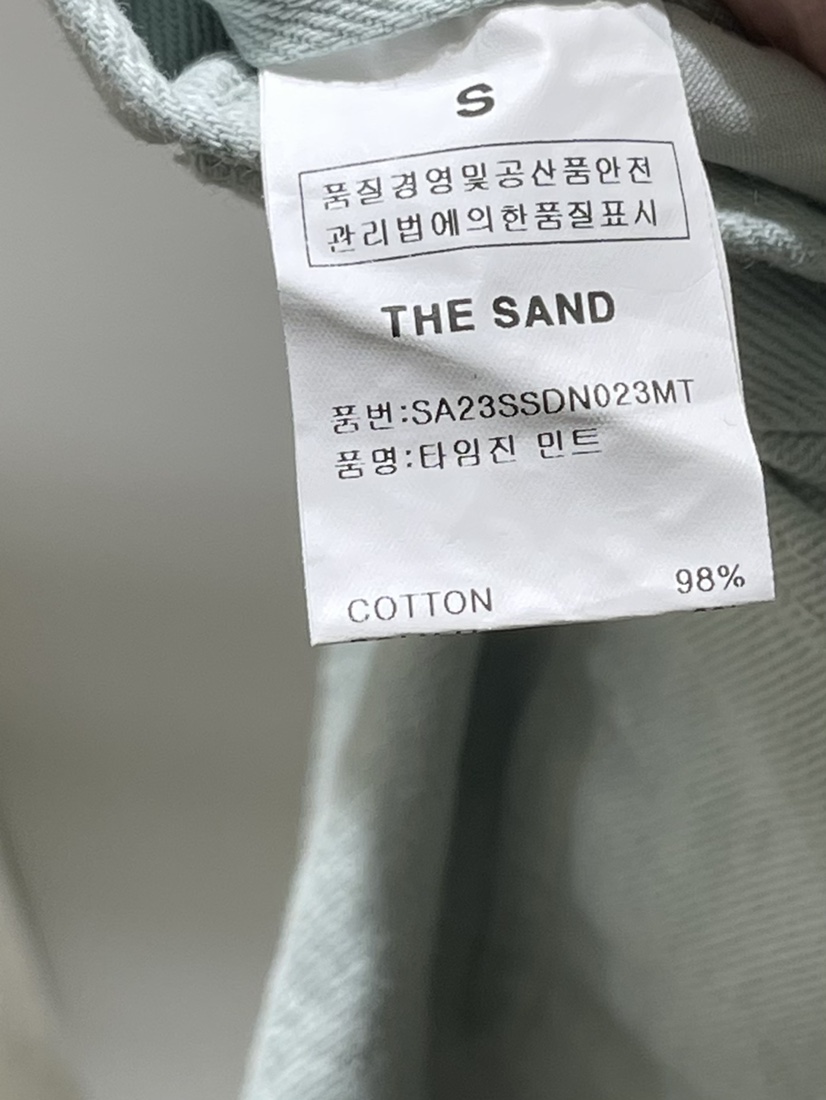 S
품질경영및공산품안전
관리법에의한품질표시
THE SAND
품번:SA23SSDN023MT
품명:타임진 민트
COTTON 98%